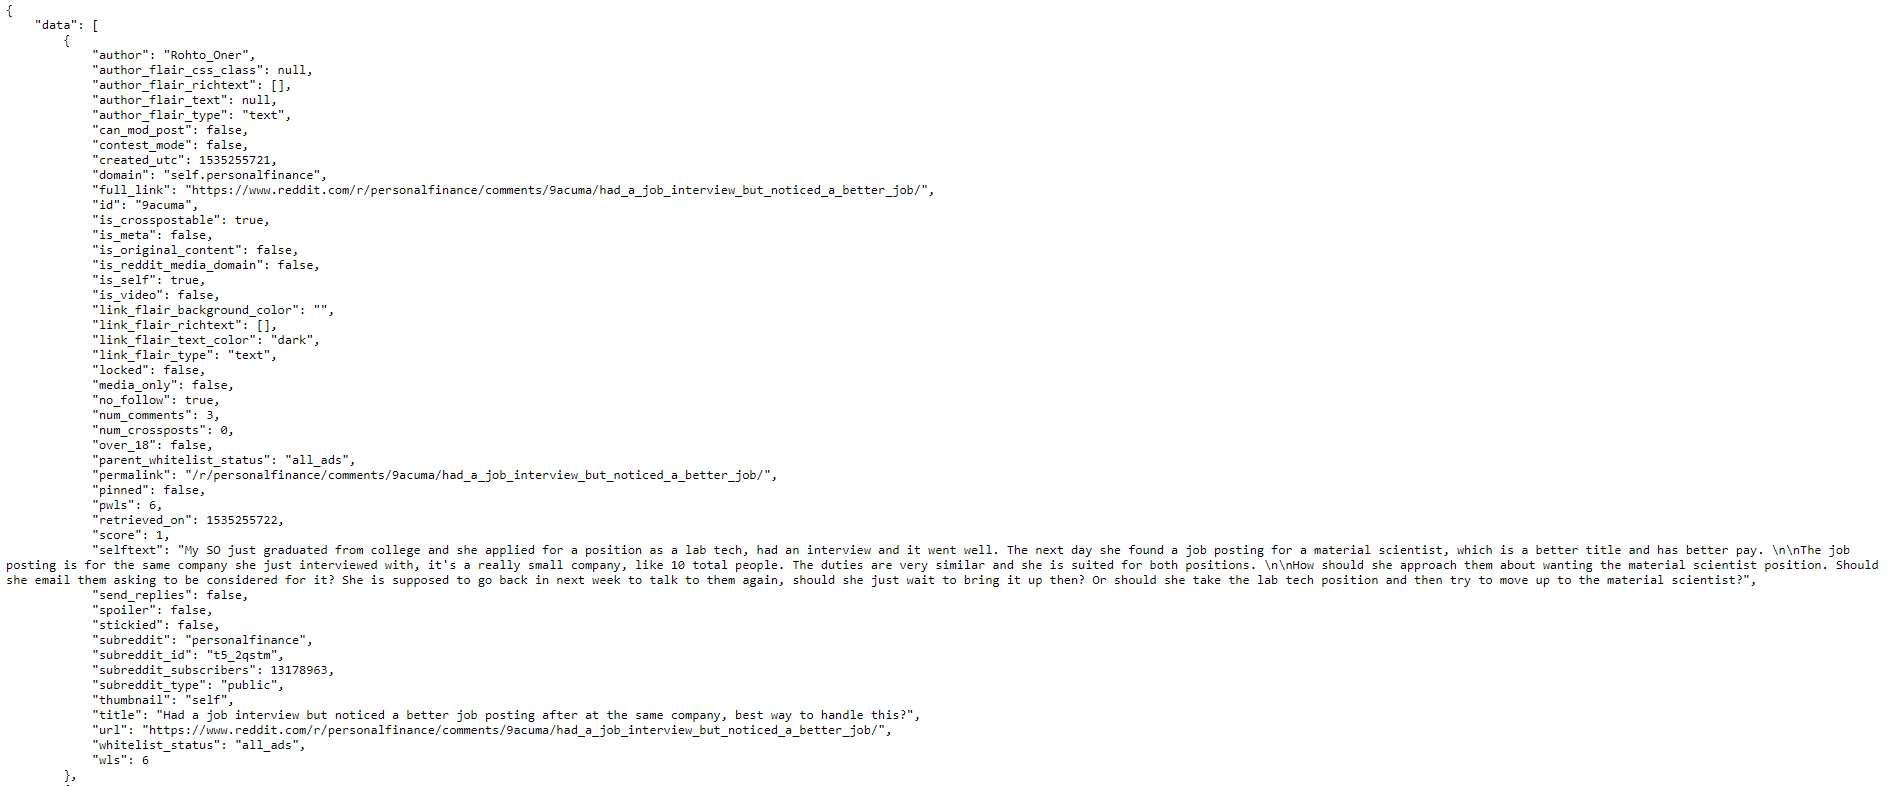 {
    "data": [
        {
            "author": "Rohto_Oner",
            "author_flair_css_class": null,
            "author_flair_richtext": [],
            "author_flair_text": null,
            "author_flair_type": "text",
            "can_mod_post": false,
            "contest_mode": false,
            "created_utc": 1535255721,
            "domain": "self.personalfinance",
            "full_link": "https://www.reddit.com/r/personalfinance/comments/9acuma/had_a_job_interview_but_noticed_a_better_job/",
            "id": "9acuma",
            "is_crosspostable": true,
            "is_meta": false,
            "is_original_content": false,
            "is_reddit_media_domain": false,
            "is_self": true,
            "is_video": false,
            "link_flair_background_color": "",
            "link_flair_richtext": [],
            "link_flair_text_color": "dark",
            "link_flair_type": "text",
            "locked": false,
            "media_only": false,
            "no_follow": true,
            "num_comments": 3,
            "num_crossposts": 0,
            "over_18": false,
            "parent_whitelist_status": "all_ads",
            "permalink": "/r/personalfinance/comments/9acuma/had_a_job_interview_but_noticed_a_better_job/",
            "pinned": false,
            "pwls": 6,
            "retrieved_on": 1535255722,
            "score": 1,
            "selftext": "My SO just graduated from college and she applied for a position as a lab tech, had an interview and it went well. The next day she found a job posting for a material scientist, which is a better title and has better pay. \n\nThe job
posting is for the same company she just interviewed with, it's a really small company, like 10 total people. The duties are very similar and she is suited for both positions. \n\nHow should she approach them about wanting the material scientist position. Should
she email them asking to be considered for it? She is supposed to go back in next week to talk to them again, should she just wait to bring it up then? Or should she take the lab tech position and then try to move up to the material scientist?",
            "send_replies": false,
            "spoiler": false,
            "stickied": false,
            "subreddit": "personalfinance",
            "subreddit_id": "t5_2qstm",
            "subreddit_subscribers": 13178963,
            "subreddit_type": "public",
            "thumbnail": "self",
            "title": "Had a job interview but noticed a better job posting after at the same company, best way to handle this?",
            "url": "https://www.reddit.com/r/personalfinance/comments/9acuma/had_a_job_interview_but_noticed_a_better_job/",
            "whitelist_status": "all_ads",
            "wls": 6
        },